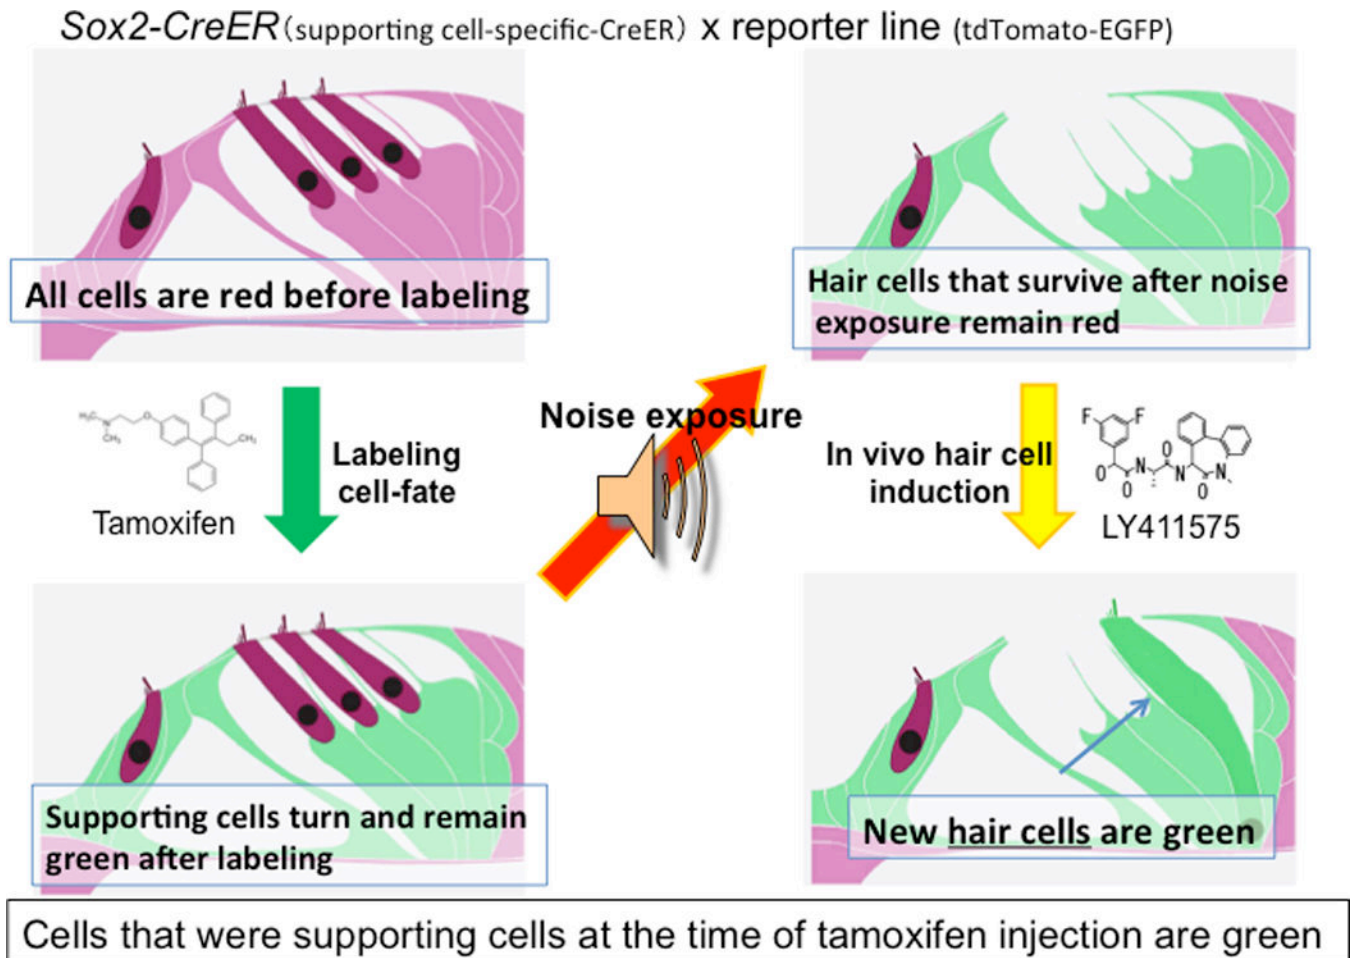 Sox2-CreER (supporting cell-specific-CreER) x reporter line (tdTomato-EGFP)
All cells are red before labeling
Hair cells that survive after noise
exposure remain red
H₃C
N
CH₃
O
CH₃
Tamoxifen
Labeling
cell-fate
Noise exposure
In vivo hair cell
induction
F
F
O
O
N
O
N
O
N
LY411575
Supporting cells turn and remain
green after labeling
New hair cells are green
Cells that were supporting cells at the time of tamoxifen injection are green